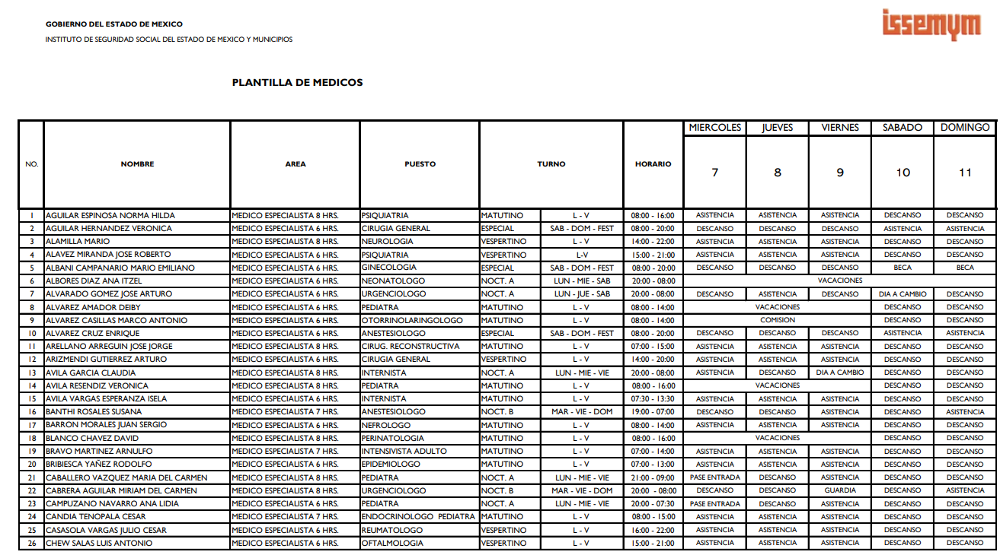 GOBIERNO DEL ESTADO DE MEXICO
issemym
INSTITUTO DE SEGURIDAD SOCIAL DEL ESTADO DE MEXICO Y MUNICIPIOS
PLANTILLA DE MEDICOS
NO. NOMBRE AREA PUESTO TURNO HORARIO MIERCOLES JUEVES VIERNES SABADO DOMINGO
7 8 9 10 11
1 AGUILAR ESPINOSA NORMA HILDA MEDICO ESPECIALISTA 8 HRS. PSIQUIATRIA MATUTINO L - V 08:00 - 16:00 ASISTENCIA ASISTENCIA ASISTENCIA DESCANSO DESCANSO
2 AGUILAR HERNANDEZ VERONICA MEDICO ESPECIALISTA 6 HRS. CIRUGIA GENERAL ESPECIAL SAB - DOM - FEST 08:00 - 20:00 DESCANSO DESCANSO DESCANSO ASISTENCIA ASISTENCIA
3 ALAMILLA MARIO MEDICO ESPECIALISTA 8 HRS. NEUROLOGIA VESPERTINO L - V 14:00 - 22:00 ASISTENCIA ASISTENCIA ASISTENCIA DESCANSO DESCANSO
4 ALAVEZ MIRANDA JOSE ROBERTO MEDICO ESPECIALISTA 6 HRS. PSIQUIATRIA VESPERTINO L-V 15:00 - 21:00 ASISTENCIA ASISTENCIA ASISTENCIA DESCANSO DESCANSO
5 ALBANI CAMPANARIO MARIO EMILIANO MEDICO ESPECIALISTA 6 HRS. GINECOLOGIA ESPECIAL SAB - DOM - FEST 08:00 - 20:00 DESCANSO DESCANSO DESCANSO BECA BECA
6 ALBORES DIAZ ANA ITZEL MEDICO ESPECIALISTA 6 HRS. NEONATOLOGO NOCT. A LUN - MIE - SAB 20:00 - 08:00 VACACIONES
7 ALVARADO GOMEZ JOSE ARTURO MEDICO ESPECIALISTA 6 HRS. URGENCIOLOGO NOCT. A LUN - JUE - SAB 20:00 - 08:00 DESCANSO ASISTENCIA DESCANSO DIA A CAMBIO DESCANSO
8 ALVAREZ AMADOR DEIBY MEDICO ESPECIALISTA 6 HRS. PEDIATRA MATUTINO L - V 08:00 - 14:00 VACACIONES DESCANSO DESCANSO
9 ALVAREZ CASILLAS MARCO ANTONIO MEDICO ESPECIALISTA 6 HRS. OTORRINOLARINGOLOGO MATUTINO L - V 08:00 - 14:00 COMISION DESCANSO DESCANSO
10 ALVAREZ CRUZ ENRIQUE MEDICO ESPECIALISTA 6 HRS. ANESTESIOLOGO ESPECIAL SAB - DOM - FEST 08:00 - 20:00 DESCANSO DESCANSO DESCANSO ASISTENCIA ASISTENCIA
11 ARELLANO ARREGUIN JOSE JORGE MEDICO ESPECIALISTA 8 HRS. CIRUG. RECONSTRUCTIVA MATUTINO L - V 07:00 - 15:00 ASISTENCIA ASISTENCIA ASISTENCIA DESCANSO DESCANSO
12 ARIZMENDI GUTIERREZ ARTURO MEDICO ESPECIALISTA 6 HRS. CIRUGIA GENERAL VESPERTINO L - V 14:00 - 20:00 ASISTENCIA ASISTENCIA ASISTENCIA DESCANSO DESCANSO
13 AVILA GARCIA CLAUDIA MEDICO ESPECIALISTA 8 HRS. INTERNISTA NOCT. A LUN - MIE - VIE 20:00 - 08:00 ASISTENCIA DESCANSO DIA A CAMBIO DESCANSO DESCANSO
14 AVILA RESENDIZ VERONICA MEDICO ESPECIALISTA 8 HRS. PEDIATRA MATUTINO L - V 08:00 - 16:00 VACACIONES DESCANSO DESCANSO
15 AVILA VARGAS ESPERANZA ISELA MEDICO ESPECIALISTA 6 HRS. INTERNISTA MATUTINO L - V 07:30 - 13:30 ASISTENCIA ASISTENCIA ASISTENCIA DESCANSO DESCANSO
16 BANTHI ROSALES SUSANA MEDICO ESPECIALISTA 7 HRS. ANESTESIOLOGO NOCT. B MAR - VIE - DOM 19:00 - 07:00 DESCANSO DESCANSO ASISTENCIA DESCANSO ASISTENCIA
17 BARRON MORALES JUAN SERGIO MEDICO ESPECIALISTA 6 HRS. NEFROLOGO MATUTINO L - V 08:00 - 14:00 ASISTENCIA ASISTENCIA ASISTENCIA DESCANSO DESCANSO
18 BLANCO CHAVEZ DAVID MEDICO ESPECIALISTA 8 HRS. PERINATOLOGIA MATUTINO L - V 08:00 - 16:00 VACACIONES DESCANSO DESCANSO
19 BRAVO MARTINEZ ARNULFO MEDICO ESPECIALISTA 7 HRS. INTENSIVISTA ADULTO MATUTINO L - V 07:00 - 14:00 ASISTENCIA ASISTENCIA ASISTENCIA DESCANSO DESCANSO
20 BRIBIESCA YAÑEZ RODOLFO MEDICO ESPECIALISTA 6 HRS. EPIDEMIOLOGO MATUTINO L - V 07:00 - 13:00 ASISTENCIA ASISTENCIA ASISTENCIA DESCANSO DESCANSO
21 CABALLERO VAZQUEZ MARIA DEL CARMEN MEDICO ESPECIALISTA 8 HRS. PEDIATRA NOCT. A LUN - MIE - VIE 21:00 - 09:00 PASE ENTRADA DESCANSO ASISTENCIA DESCANSO DESCANSO
22 CABRERA AGUILAR MIRIAM DEL CARMEN MEDICO ESPECIALISTA 8 HRS. URGENCIOLOGO NOCT. B MAR - VIE - DOM 20:00 - 08:00 DESCANSO DESCANSO GUARDIA DESCANSO ASISTENCIA
23 CAMPUZANO NAVARRO ANA LIDIA MEDICO ESPECIALISTA 6 HRS. PEDIATRA NOCT. A LUN - MIE - VIE 20:00 - 07:30 PASE ENTRADA DESCANSO ASISTENCIA DESCANSO DESCANSO
24 CANDIA TENOPALA CESAR MEDICO ESPECIALISTA 7 HRS. ENDOCRINOLOGO PEDIATRA MATUTINO L - V 08:00 - 15:00 ASISTENCIA ASISTENCIA ASISTENCIA DESCANSO DESCANSO
25 CASASOLA VARGAS JULIO CESAR MEDICO ESPECIALISTA 6 HRS. REUMATOLOGO VESPERTINO L - V 16:00 - 22:00 ASISTENCIA ASISTENCIA ASISTENCIA DESCANSO DESCANSO
26 CHEW SALAS LUIS ANTONIO MEDICO ESPECIALISTA 6 HRS. OFTALMOLOGIA VESPERTINO L - V 15:00 - 21:00 ASISTENCIA ASISTENCIA ASISTENCIA DESCANSO DESCANSO